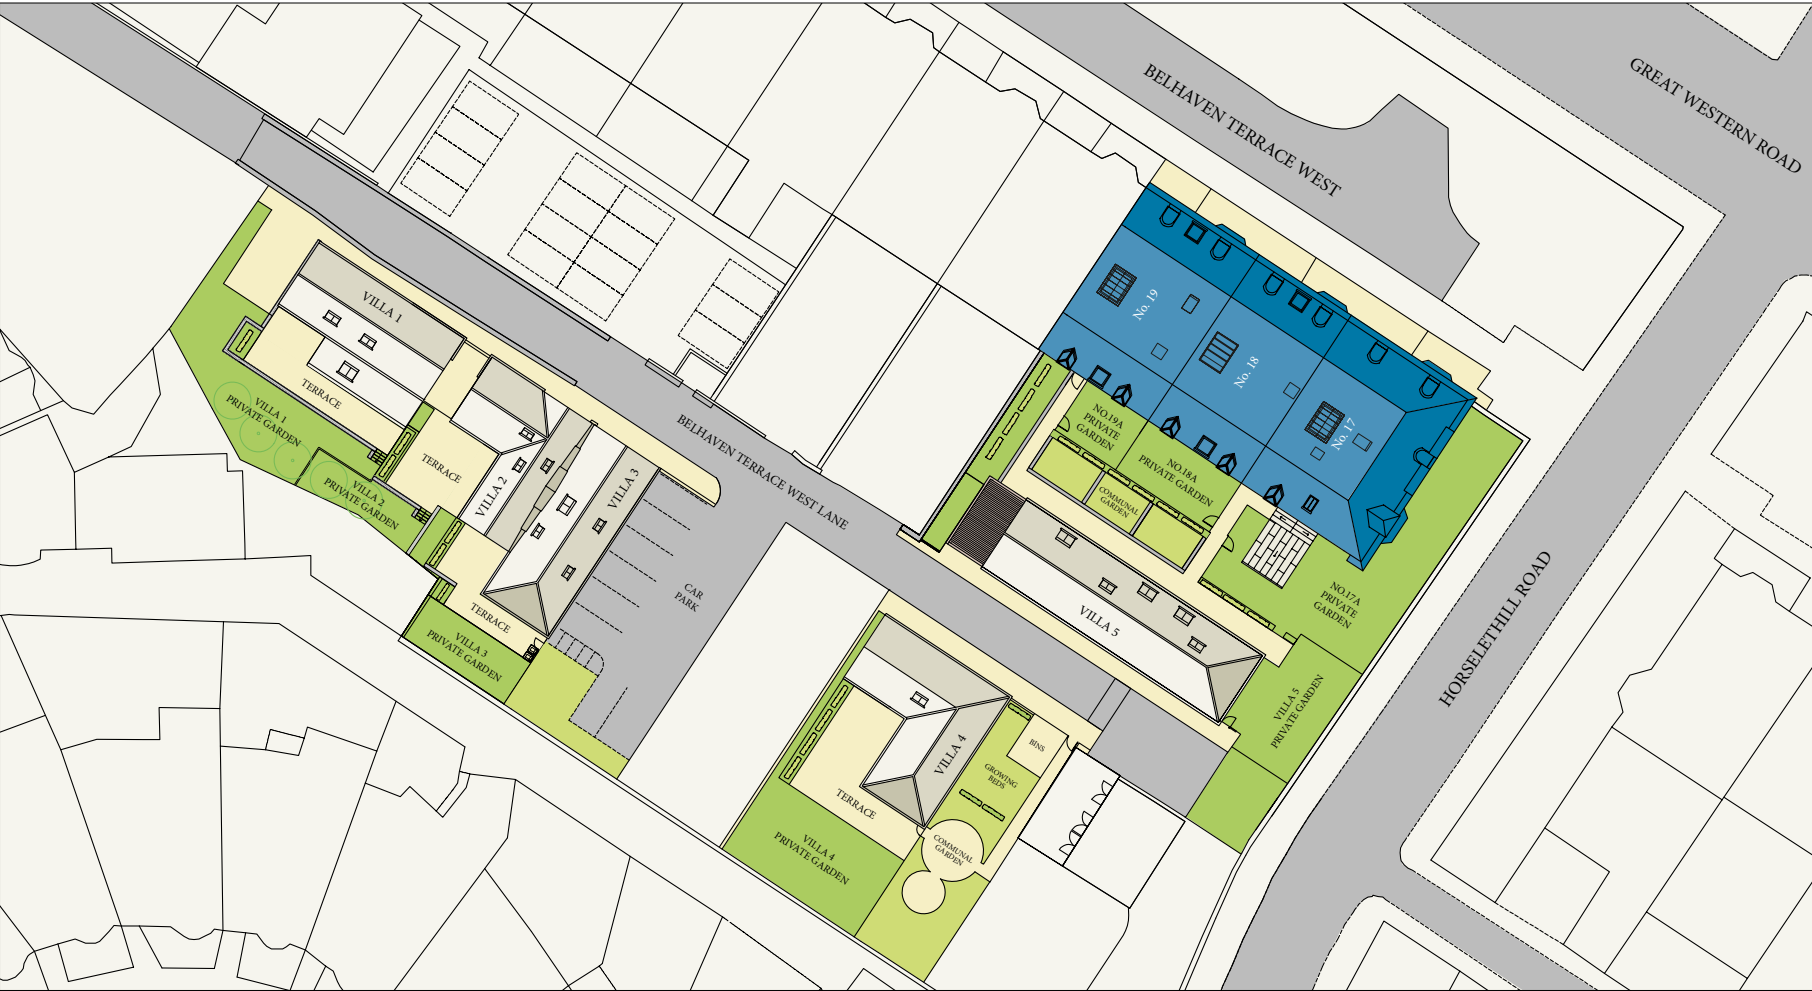 GREAT WESTERN ROAD
BELHAVEN TERRACE WEST
No. 19
No. 18
No. 17
VILLA 1
TERRACE
VILLA 1
PRIVATE GARDEN
VILLA 2
PRIVATE GARDEN
TERRACE
VILLA 2
VILLA 3
BELHAVEN TERRACE WEST LANE
CAR
PARK
TERRACE
VILLA 3
PRIVATE GARDEN
NO.19A
PRIVATE
GARDEN
NO.18A
PRIVATE GARDEN
COMMUNAL
GARDEN
NO.17A
PRIVATE
GARDEN
HORSELETHILL ROAD
VILLA 5
VILLA 5
PRIVATE GARDEN
VILLA 4
BINS
GROWING
BEDS
TERRACE
COMMUNAL
GARDEN
VILLA 4
PRIVATE GARDEN